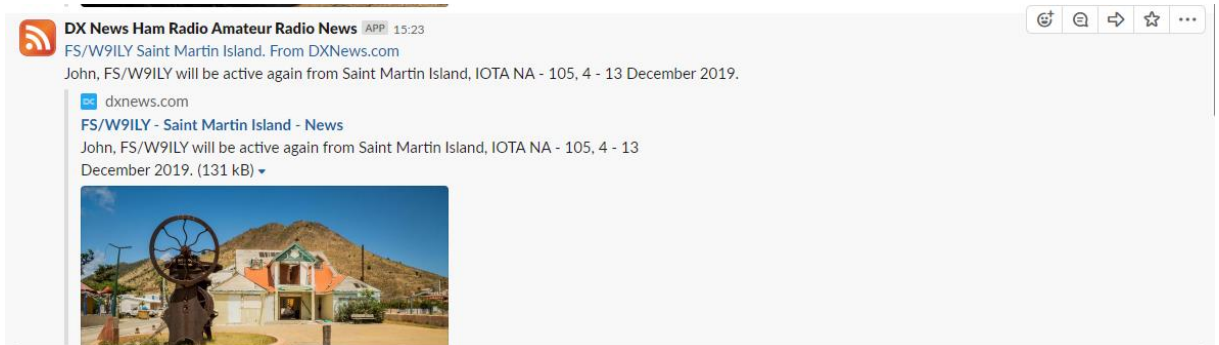 DX News Ham Radio Amateur Radio News APP 15:23
FS/W9ILY Saint Martin Island. From DXNews.com
John, FS/W9ILY will be active again from Saint Martin Island, IOTA NA - 105, 4 - 13 December 2019.
DC dxnews.com
FS/W9ILY - Saint Martin Island - News
John, FS/W9ILY will be active again from Saint Martin Island, IOTA NA - 105, 4 - 13
December 2019. (131 kB)